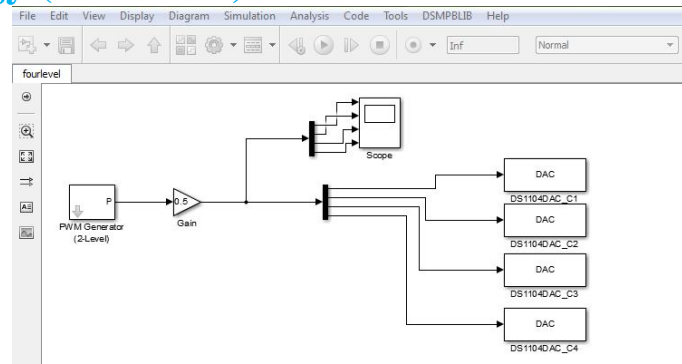 File Edit View Display Diagram Simulation Analysis Code Tools DSMPBLIB Help
Inf
Normal
fourlevel
Scope
P
PWM Generator
(2-Level)
0.5
Gain
DAC
DS1104DAC_C1
DAC
DS1104DAC_C2
DAC
DS1104DAC_C3
DAC
DS1104DAC_C4